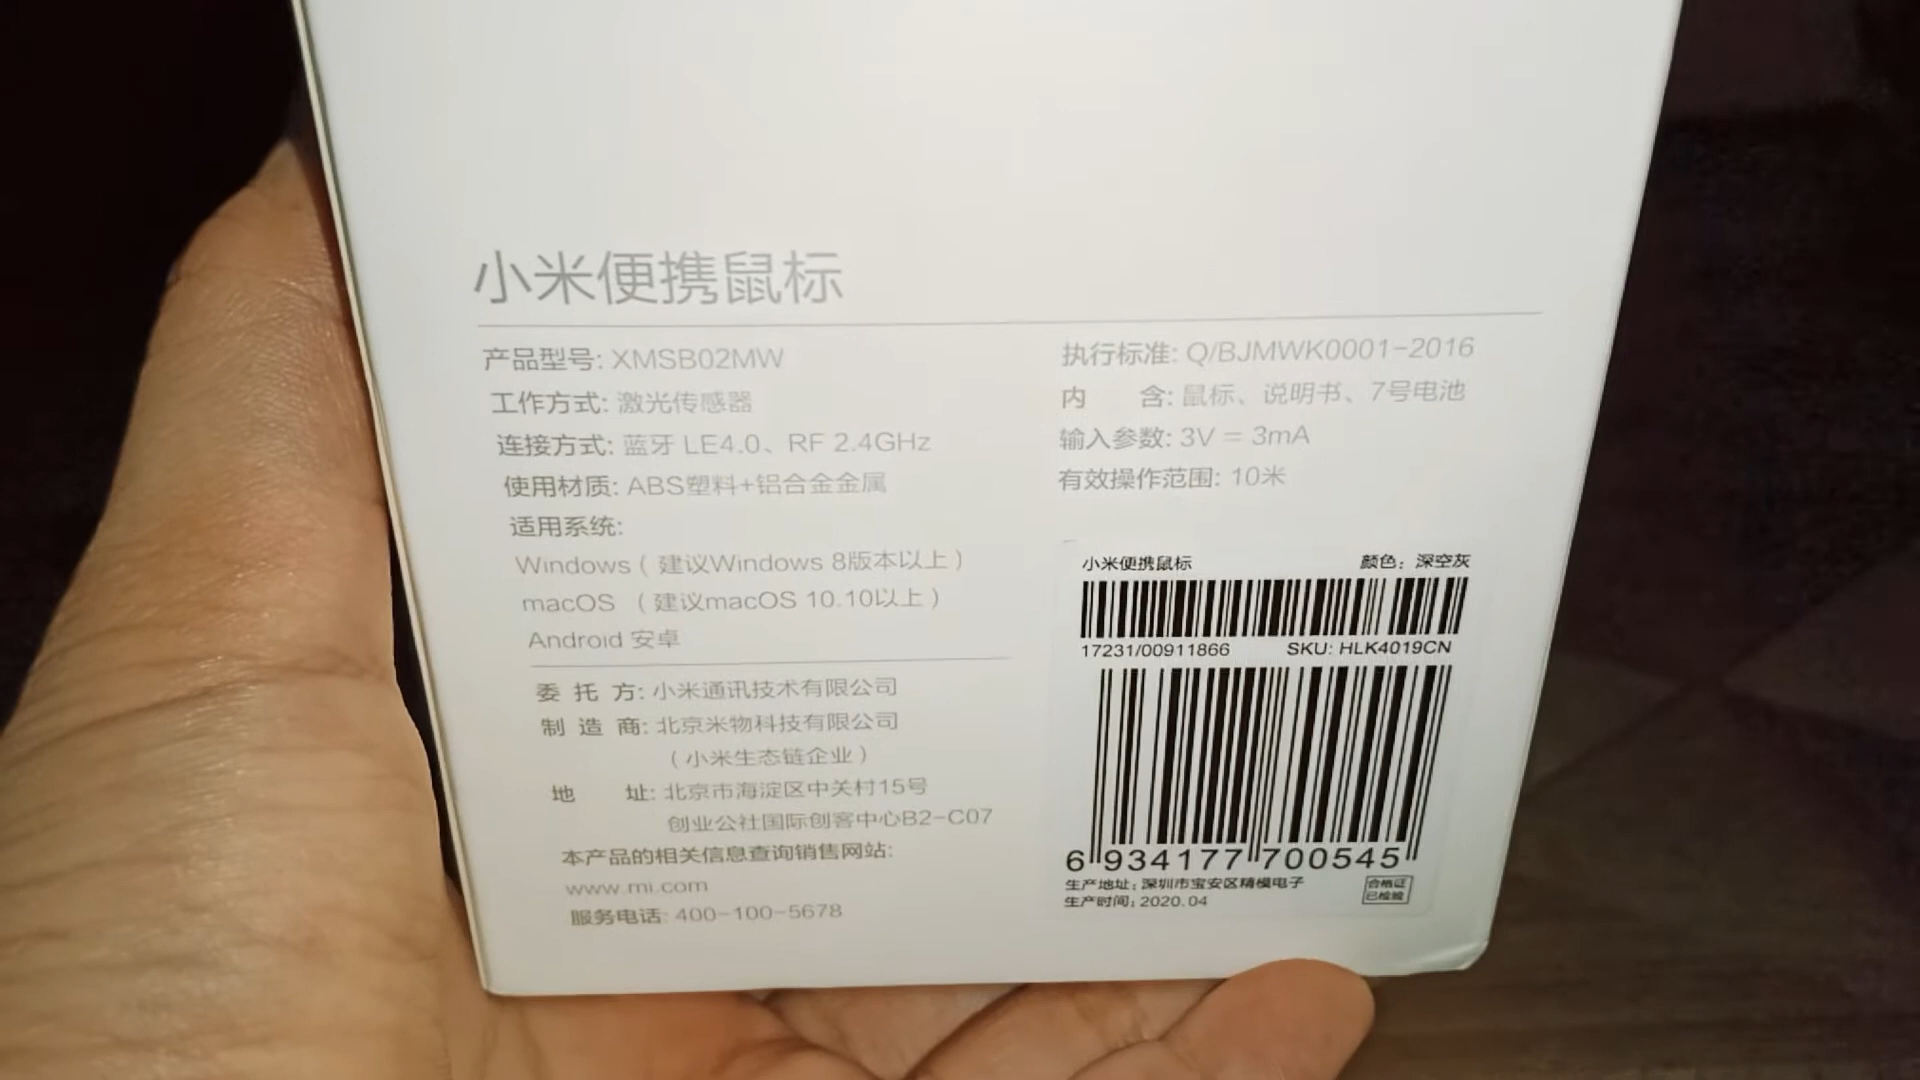 小米便携鼠标
产品型号: XMSB02MW
工作方式: 激光传感器
连接方式: 蓝牙 LE4.0、RF 2.4GHz
使用材质: ABS塑料+铝合金金属
适用系统:
Windows（建议Windows 8版本以上）
macOS （建议macOS 10.10以上）
Android 安卓
委 托 方: 小米通讯技术有限公司
制 造 商: 北京米物科技有限公司
（小米生态链企业）
地 址: 北京市海淀区中关村15号
创业公社国际创客中心B2-C07
本产品的相关信息查询销售网站:
www.mi.com
服务电话: 400-100-5678
执行标准: Q/BJMWK0001-2016
内 含: 鼠标、说明书、7号电池
输入参数: 3V = 3mA
有效操作范围: 10米
小米便携鼠标 颜色：深空灰
17231/00911866 SKU: HLK4019CN
6 934177 700545
生产地址：深圳市宝安区精模电子
生产时间：2020.04
合格证
已检验